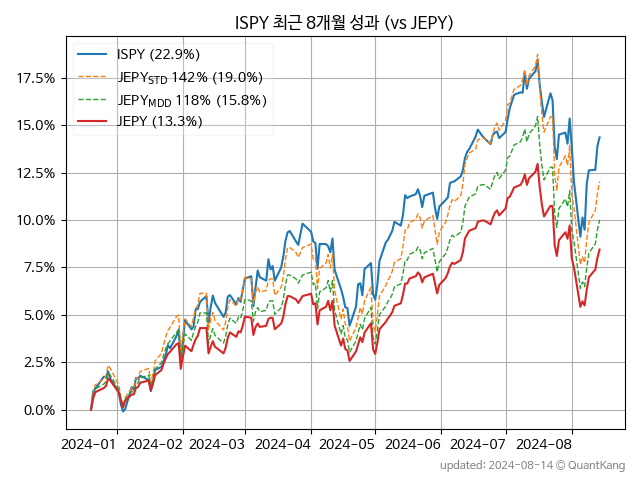 ISPY 최근 8개월 성과 (vs JEPY)
ISPY (22.9%)
JEPY_STD 142% (19.0%)
JEPY_MDD 118% (15.8%)
JEPY (13.3%)
17.5%
15.0%
12.5%
10.0%
7.5%
5.0%
2.5%
0.0%
2024-01 2024-02 2024-03 2024-04 2024-05 2024-06 2024-07 2024-08
updated: 2024-08-14 © QuantKang